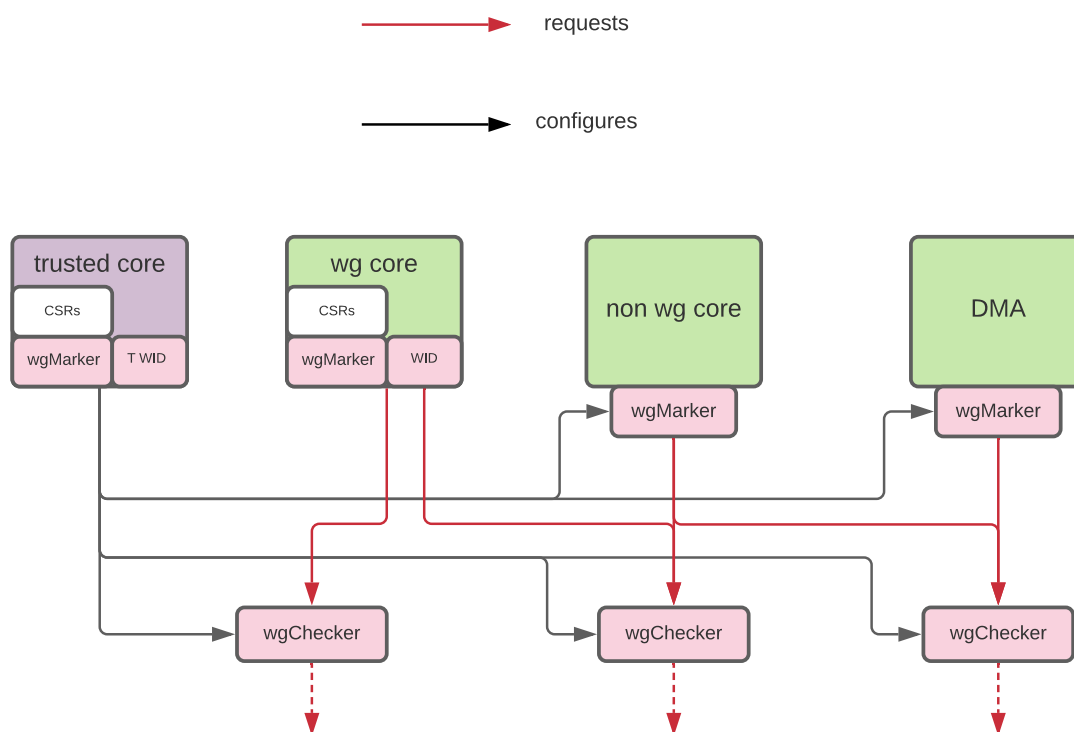 requests
configures
trusted core
CSRs
wgMarker
T WID
wg core
CSRs
wgMarker
WID
non wg core
wgMarker
DMA
wgMarker
wgChecker
wgChecker
wgChecker